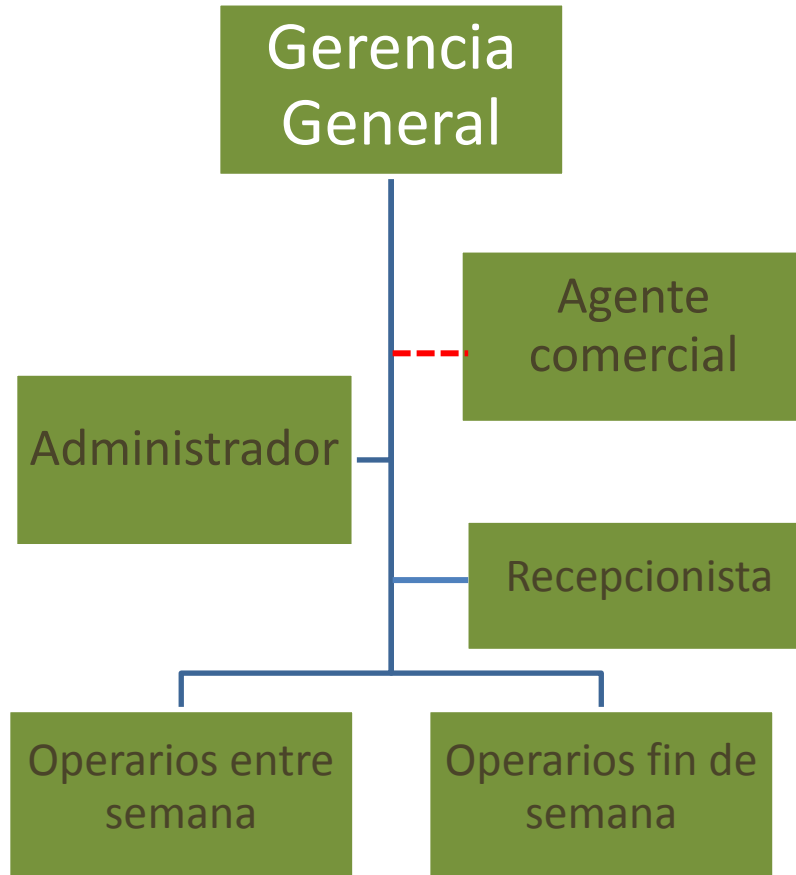 Gerencia
General
Agente
comercial
Administrador
Recepcionista
Operarios entre
semana
Operarios fin de
semana